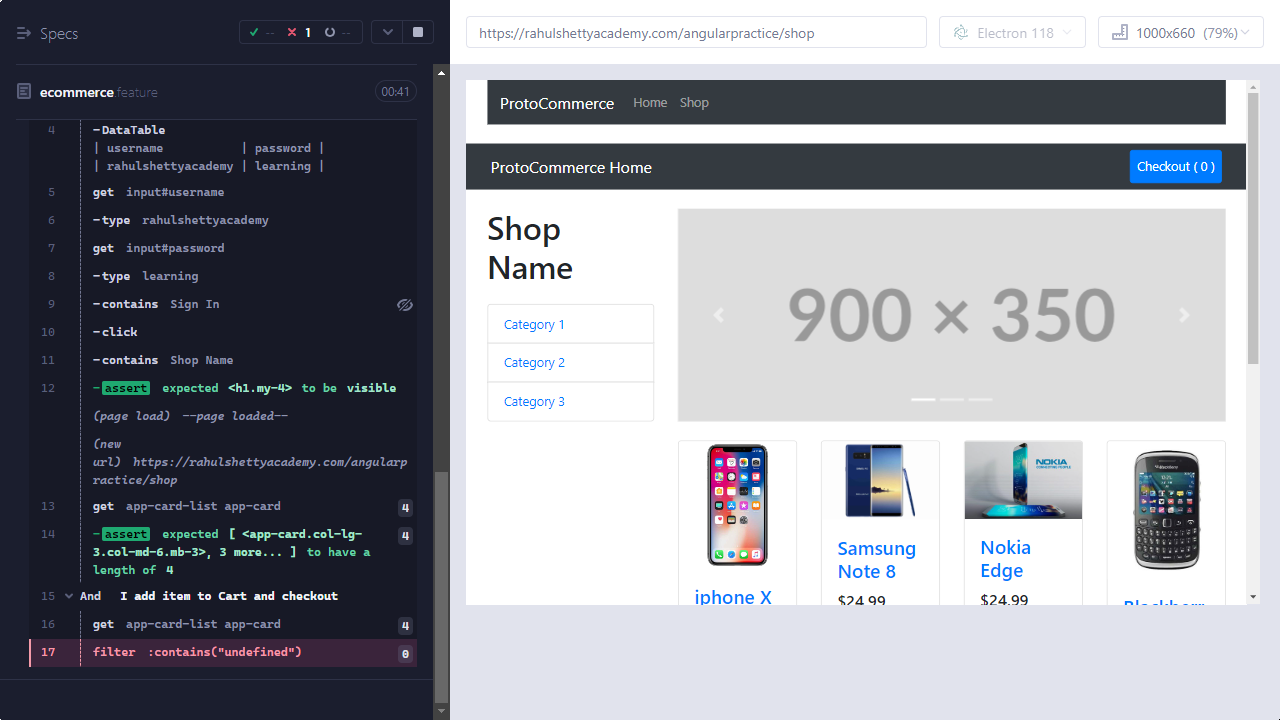 Specs
-- 1 --
ecommerce.feature 00:41
4 -DataTable
| username | password |
| rahulshettyacademy | learning |
5 get input#username
6 -type rahulshettyacademy
7 get input#password
8 -type learning
9 -contains Sign In
10 -click
11 -contains Shop Name
12 -assert expected <h1.my-4> to be visible
(page load) --page loaded--
(new
url) https://rahulshettyacademy.com/angularp
ractice/shop
13 get app-card-list app-card 4
14 -assert expected [ <app-card.col-lg- 4
3.col-md-6.mb-3>, 3 more... ] to have a
length of 4
15 And I add item to Cart and checkout
16 get app-card-list app-card 4
17 filter :contains("undefined") 0
https://rahulshettyacademy.com/angularpractice/shop
Electron 118
1000x660 (79%)
ProtoCommerce Home Shop
ProtoCommerce Home Checkout ( 0 )
Shop
Name
Category 1
Category 2
Category 3
900 × 350
NOKIA
BlackBerry
iphone X
Samsung
Note 8
$24.99
Nokia
Edge
$24.99